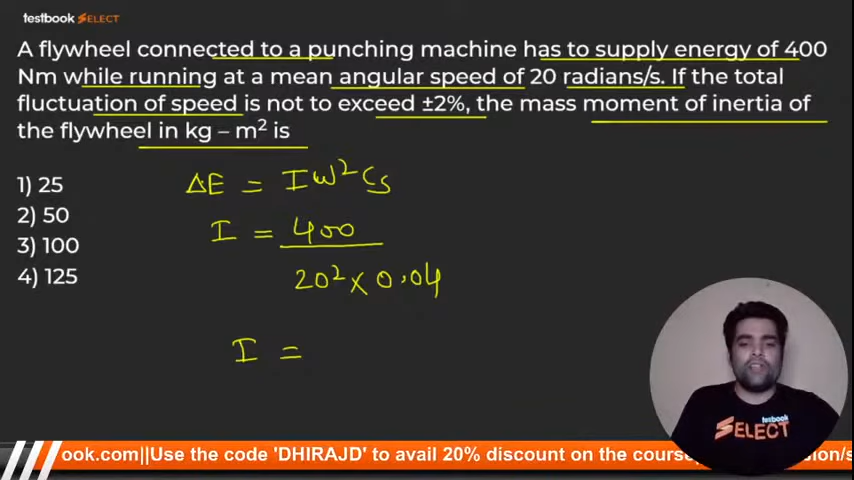 testbook SELECT
A flywheel connected to a punching machine has to supply energy of 400
Nm while running at a mean angular speed of 20 radians/s. If the total
fluctuation of speed is not to exceed ±2%, the mass moment of inertia of
the flywheel in kg – m² is
1) 25
2) 50
3) 100
4) 125
ΔE = Iω²Cs
I = 400
20² × 0.04
I =
testbook
SELECT
ook.com||Use the code 'DHIRAJD' to avail 20% discount on the course